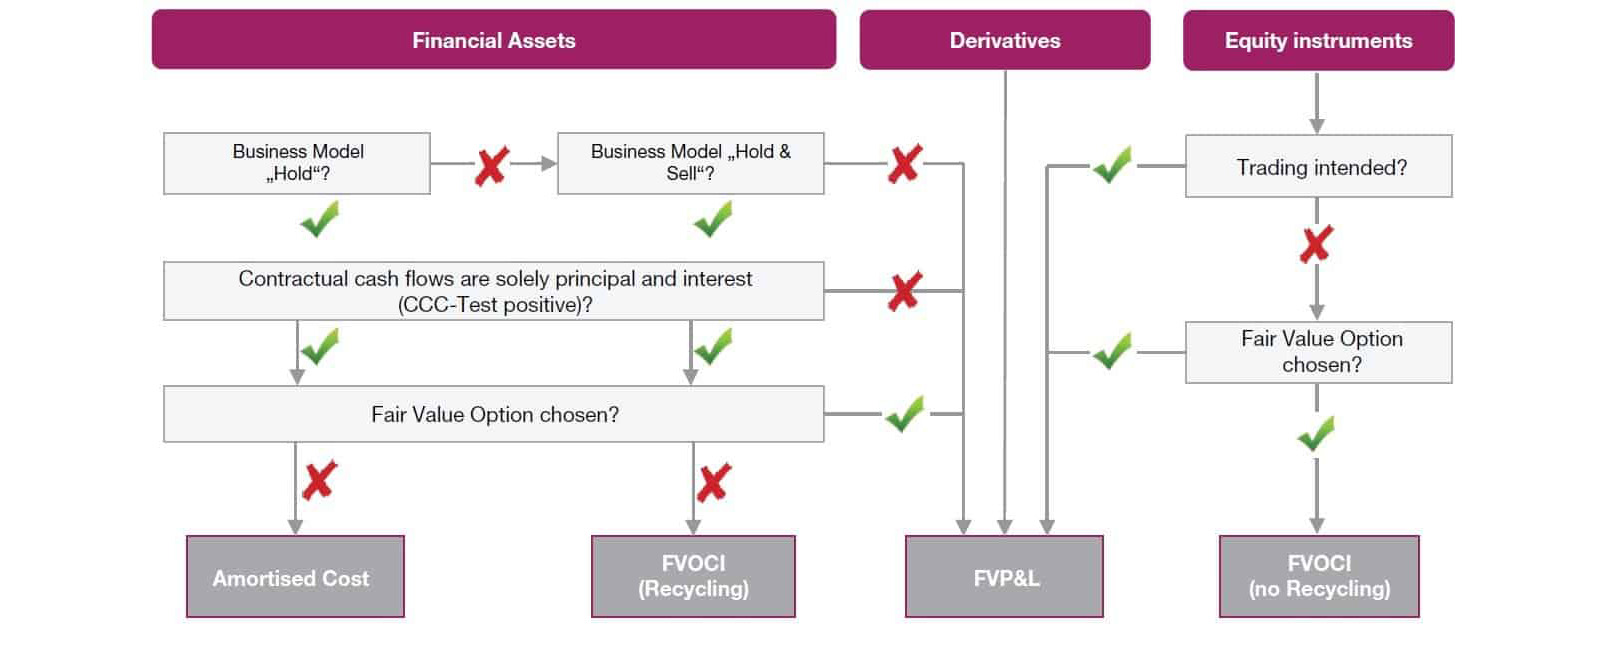 Financial Assets
Derivatives
Equity instruments
Business Model
„Hold“?
Business Model „Hold &
Sell“?
Trading intended?
Contractual cash flows are solely principal and interest
(CCC-Test positive)?
Fair Value Option
chosen?
Fair Value Option chosen?
Amortised Cost
FVOCI
(Recycling)
FVP&L
FVOCI
(no Recycling)